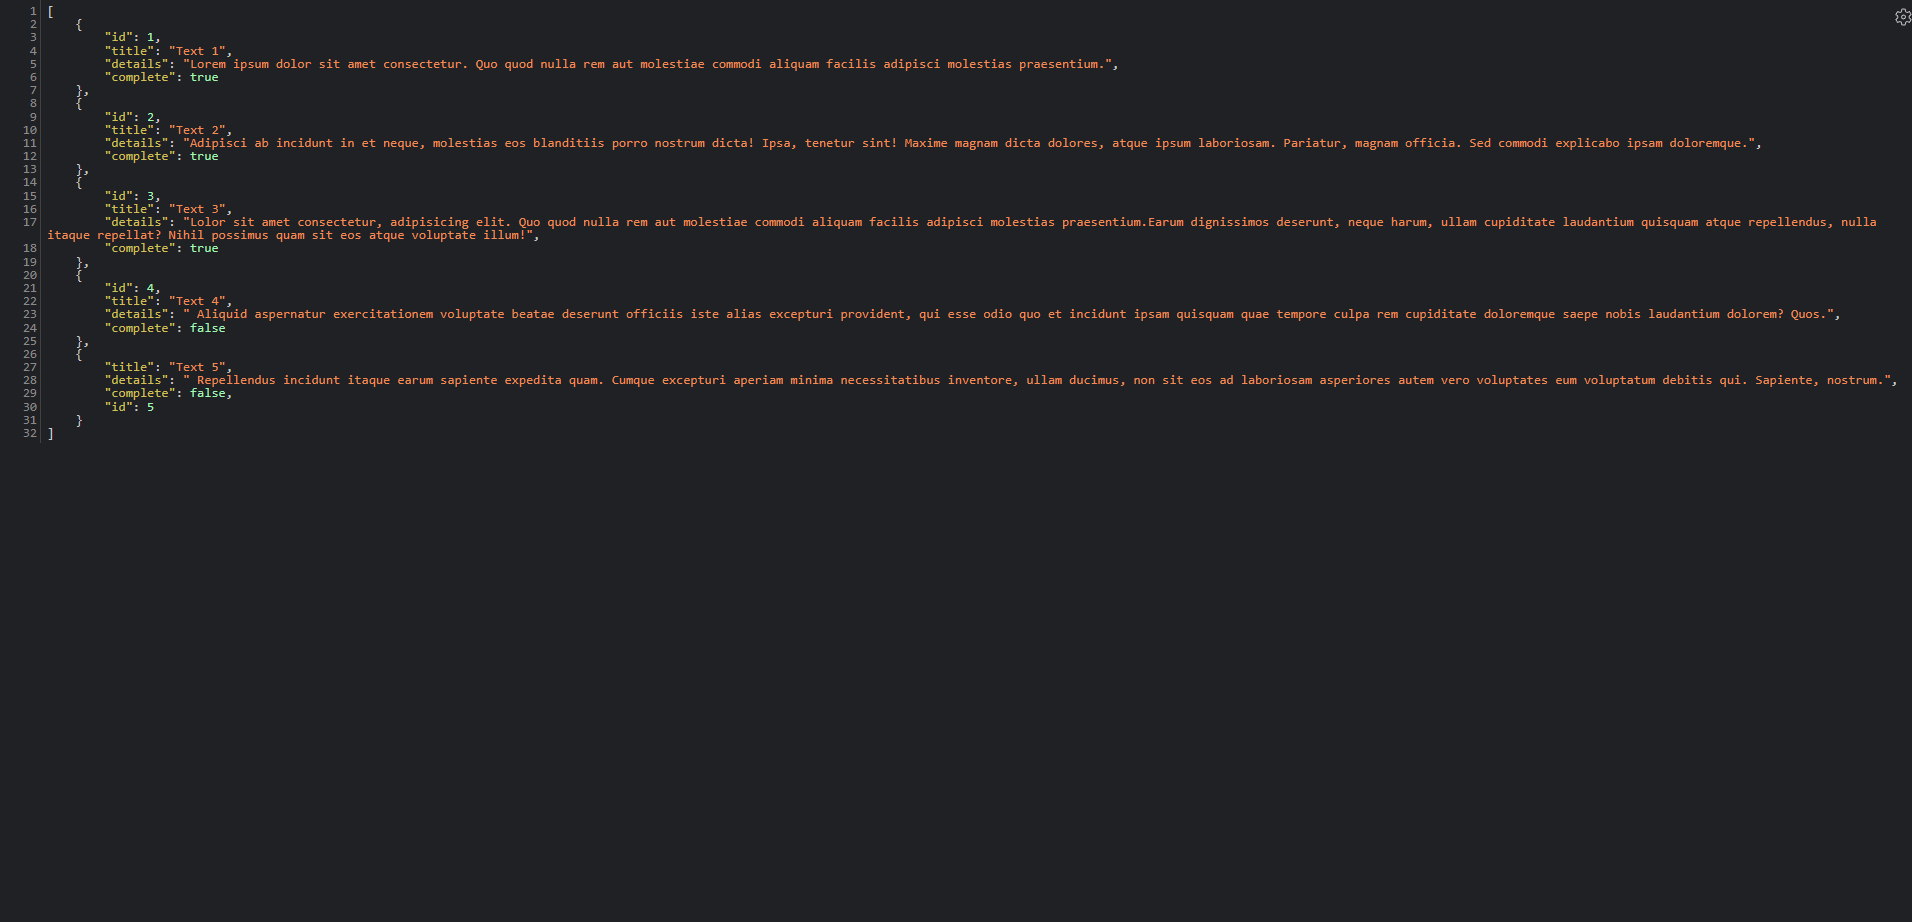 1 [
2     {
3         "id": 1,
4         "title": "Text 1",
5         "details": "Lorem ipsum dolor sit amet consectetur. Quo quod nulla rem aut molestiae commodi aliquam facilis adipisci molestias praesentium.",
6         "complete": true
7     },
8     {
9         "id": 2,
10         "title": "Text 2",
11         "details": "Adipisci ab incidunt in et neque, molestias eos blanditiis porro nostrum dicta! Ipsa, tenetur sint! Maxime magnam dicta dolores, atque ipsum laboriosam. Pariatur, magnam officia. Sed commodi explicabo ipsam doloremque.",
12         "complete": true
13     },
14     {
15         "id": 3,
16         "title": "Text 3",
17         "details": "Lolor sit amet consectetur, adipisicing elit. Quo quod nulla rem aut molestiae commodi aliquam facilis adipisci molestias praesentium.Earum dignissimos deserunt, neque harum, ullam cupiditate laudantium quisquam atque repellendus, nulla
itaque repellat? Nihil possimus quam sit eos atque voluptate illum!",
18         "complete": true
19     },
20     {
21         "id": 4,
22         "title": "Text 4",
23         "details": " Aliquid aspernatur exercitationem voluptate beatae deserunt officiis iste alias excepturi provident, qui esse odio quo et incidunt ipsam quisquam quae tempore culpa rem cupiditate doloremque saepe nobis laudantium dolorem? Quos.",
24         "complete": false
25     },
26     {
27         "title": "Text 5",
28         "details": " Repellendus incidunt itaque earum sapiente expedita quam. Cumque excepturi aperiam minima necessitatibus inventore, ullam ducimus, non sit eos ad laboriosam asperiores autem vero voluptates eum voluptatum debitis qui. Sapiente, nostrum.",
29         "complete": false,
30         "id": 5
31     }
32 ]